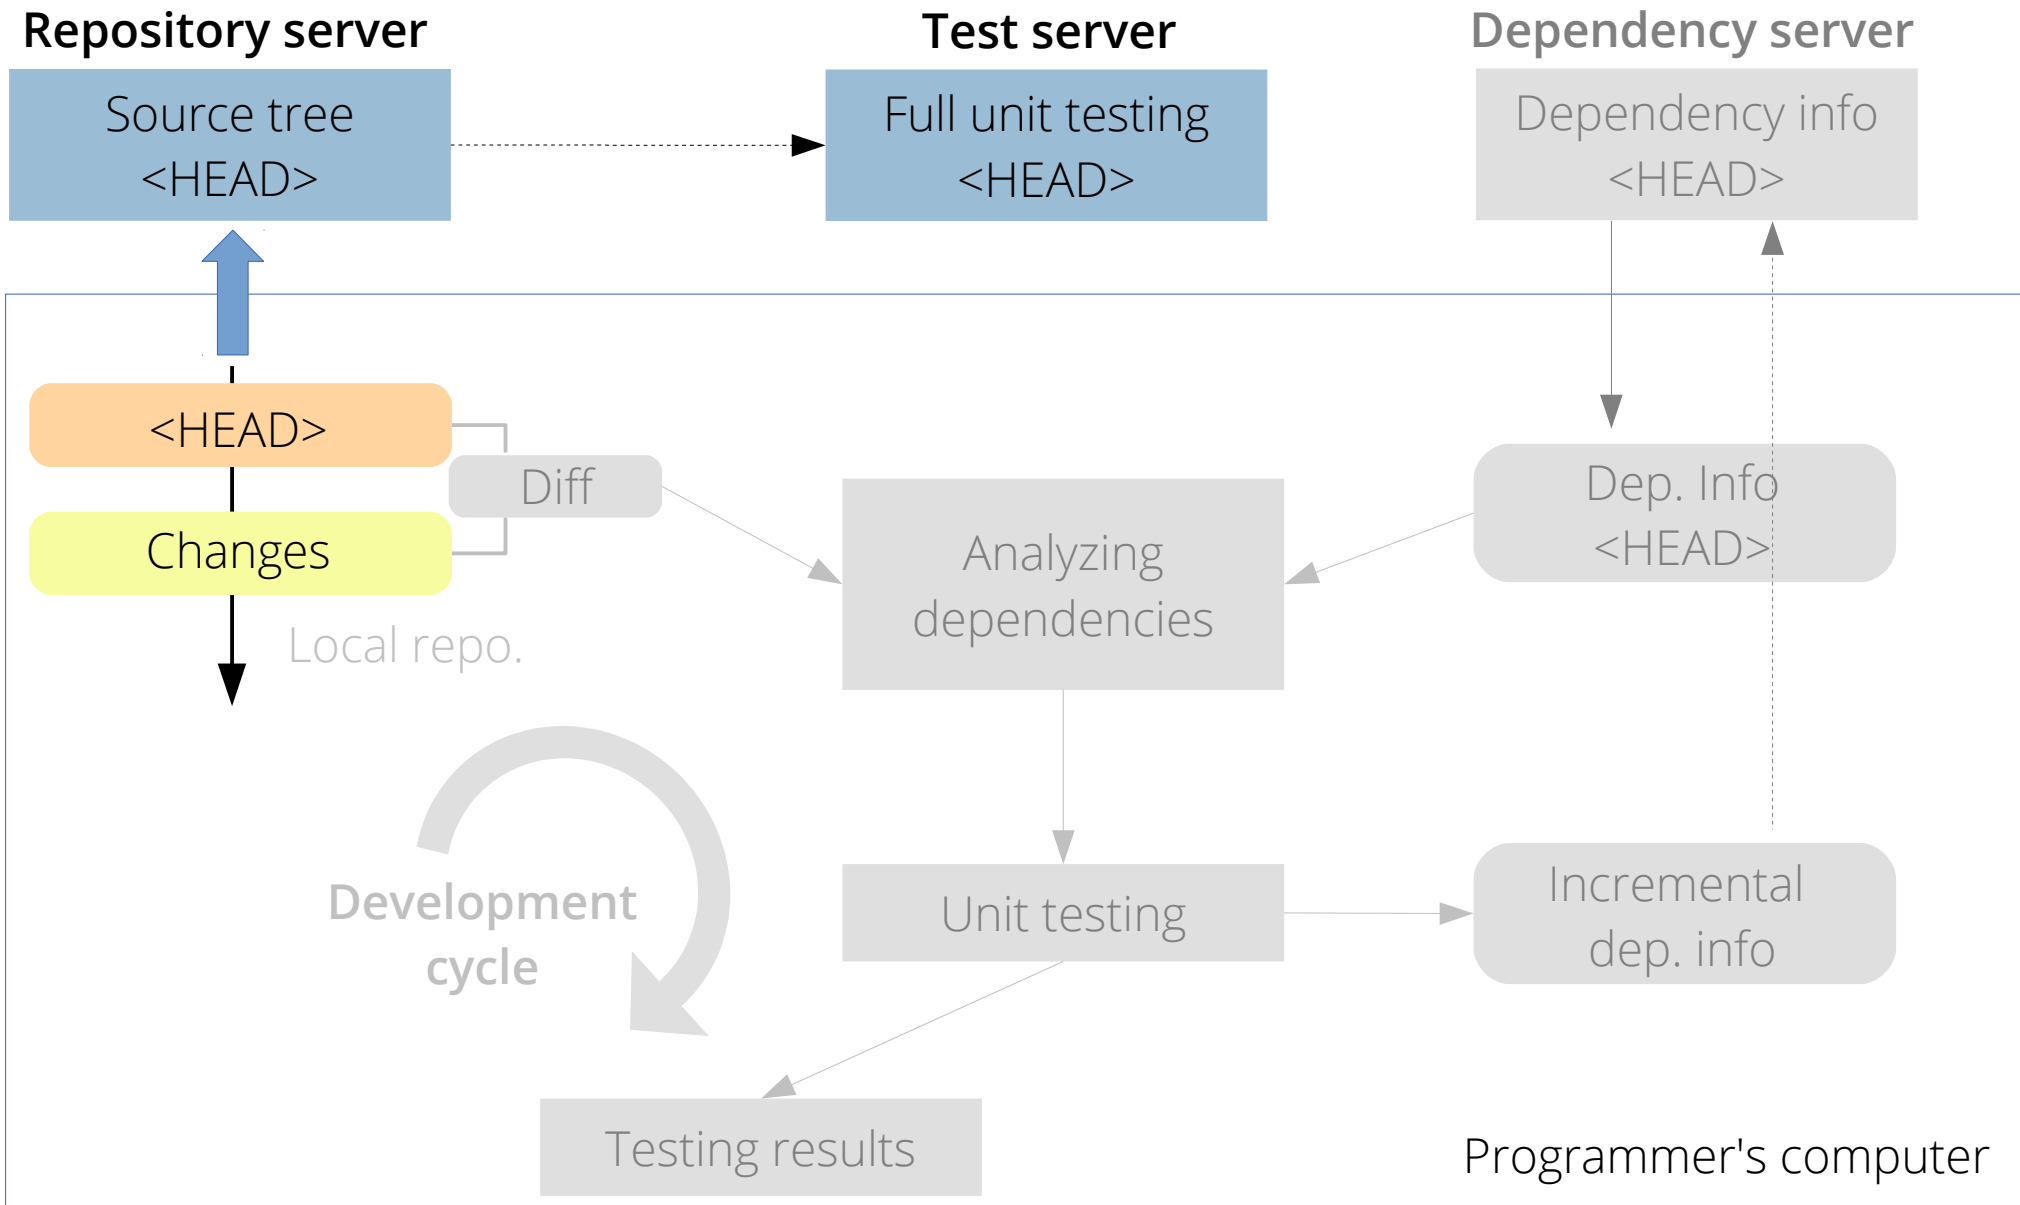 Repository server
Test server
Dependency server
Source tree
<HEAD>
Full unit testing
<HEAD>
Dependency info
<HEAD>
<HEAD>
Diff
Changes
Local repo.
Analyzing
dependencies
Dep. Info
<HEAD>
Development
cycle
Unit testing
Incremental
dep. info
Testing results
Programmer's computer